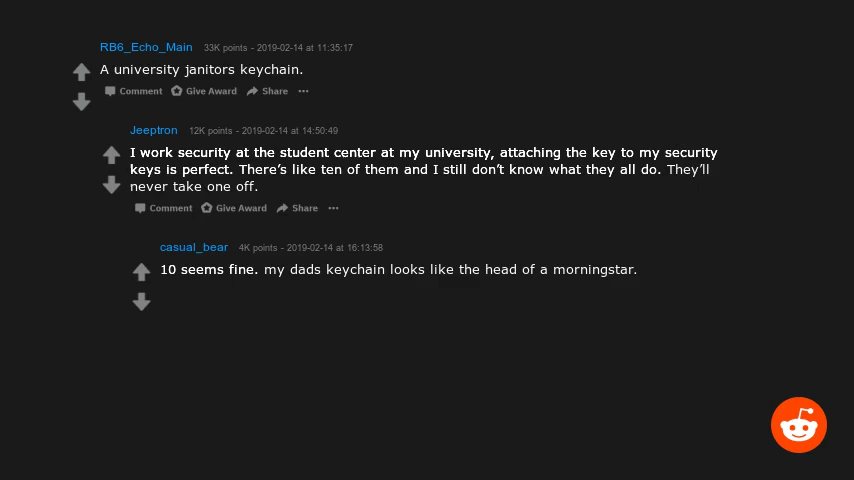 RB6_Echo_Main 33K points - 2019-02-14 at 11:35:17
A university janitors keychain.
Comment Give Award Share ...
Jeeptron 12K points - 2019-02-14 at 14:50:49
I work security at the student center at my university, attaching the key to my security
keys is perfect. There's like ten of them and I still don't know what they all do. They'll
never take one off.
Comment Give Award Share ...
casual_bear 4K points - 2019-02-14 at 16:13:58
10 seems fine. my dads keychain looks like the head of a morningstar.